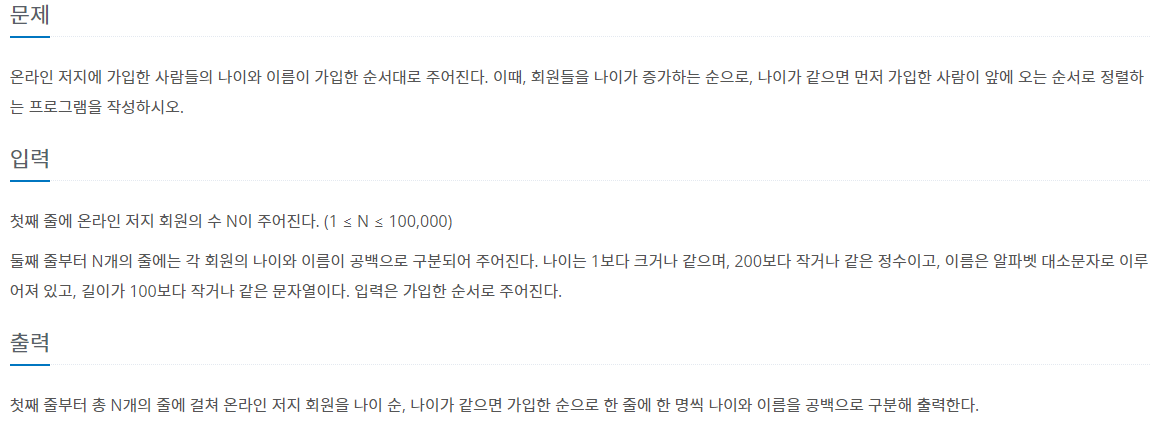 문제
온라인 저지에 가입한 사람들의 나이와 이름이 가입한 순서대로 주어진다. 이때, 회원들을 나이가 증가하는 순으로, 나이가 같으면 먼저 가입한 사람이 앞에 오는 순서로 정렬하
는 프로그램을 작성하시오.
입력
첫째 줄에 온라인 저지 회원의 수 N이 주어진다. (1 ≤ N ≤ 100,000)
둘째 줄부터 N개의 줄에는 각 회원의 나이와 이름이 공백으로 구분되어 주어진다. 나이는 1보다 크거나 같으며, 200보다 작거나 같은 정수이고, 이름은 알파벳 대소문자로 이루
어져 있고, 길이가 100보다 작거나 같은 문자열이다. 입력은 가입한 순서로 주어진다.
출력
첫째 줄부터 총 N개의 줄에 걸쳐 온라인 저지 회원을 나이 순, 나이가 같으면 가입한 순으로 한 줄에 한 명씩 나이와 이름을 공백으로 구분해 출력한다.